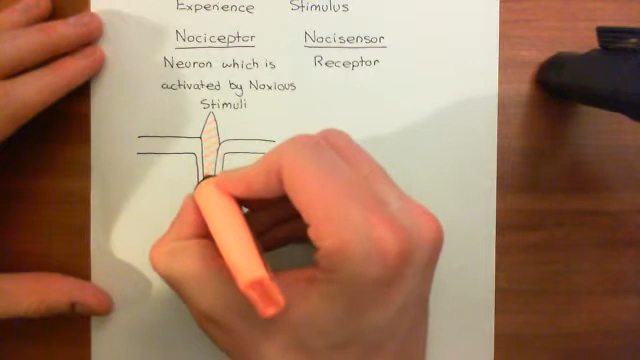 Experience Stimulus
Nociceptor Nocisensor
Neuron which is Receptor
activated by Noxious
Stimuli